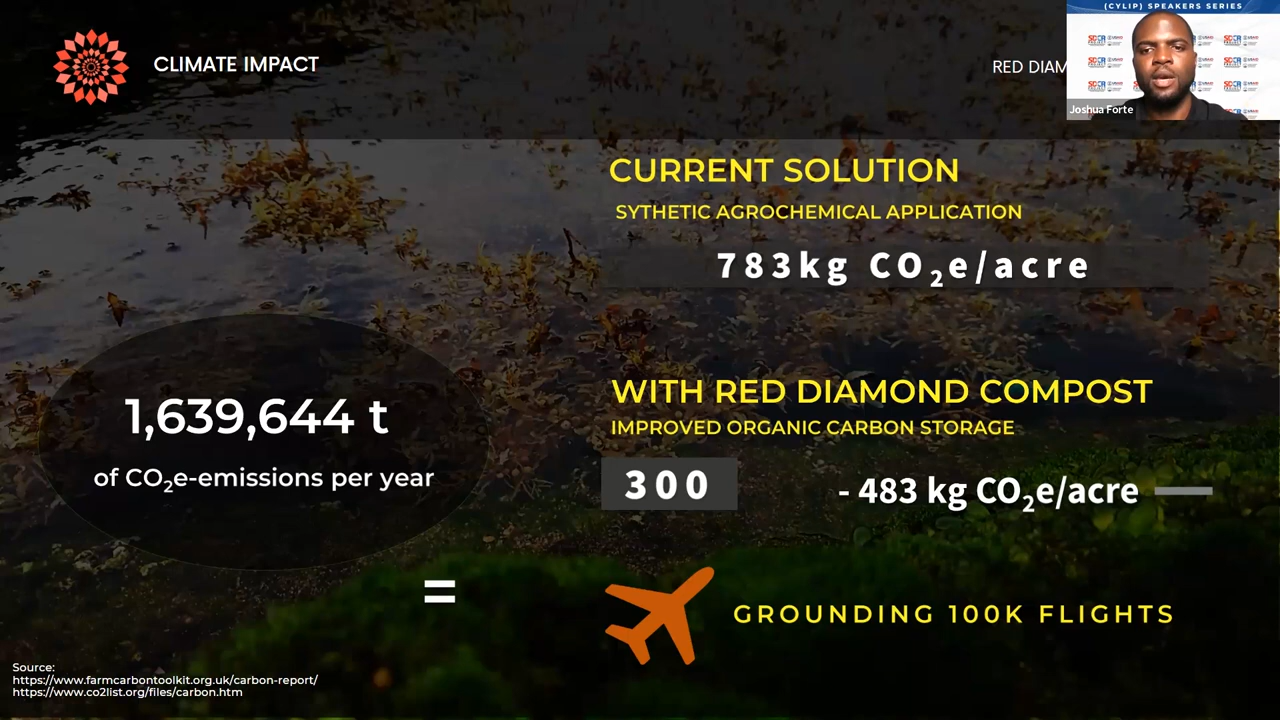 (CYLIP) SPEAKERS SERIES
CLIMATE IMPACT
RED DIAM
Joshua Forte
CURRENT SOLUTION
SYTHETIC AGROCHEMICAL APPLICATION
783kg CO₂e/acre
WITH RED DIAMOND COMPOST
IMPROVED ORGANIC CARBON STORAGE
1,639,644 t
of CO₂e-emissions per year
300
- 483 kg CO₂e/acre
=
GROUNDING 100K FLIGHTS
Source:
https://www.farmcarbontoolkit.org.uk/carbon-report/
https://www.co2list.org/files/carbon.htm